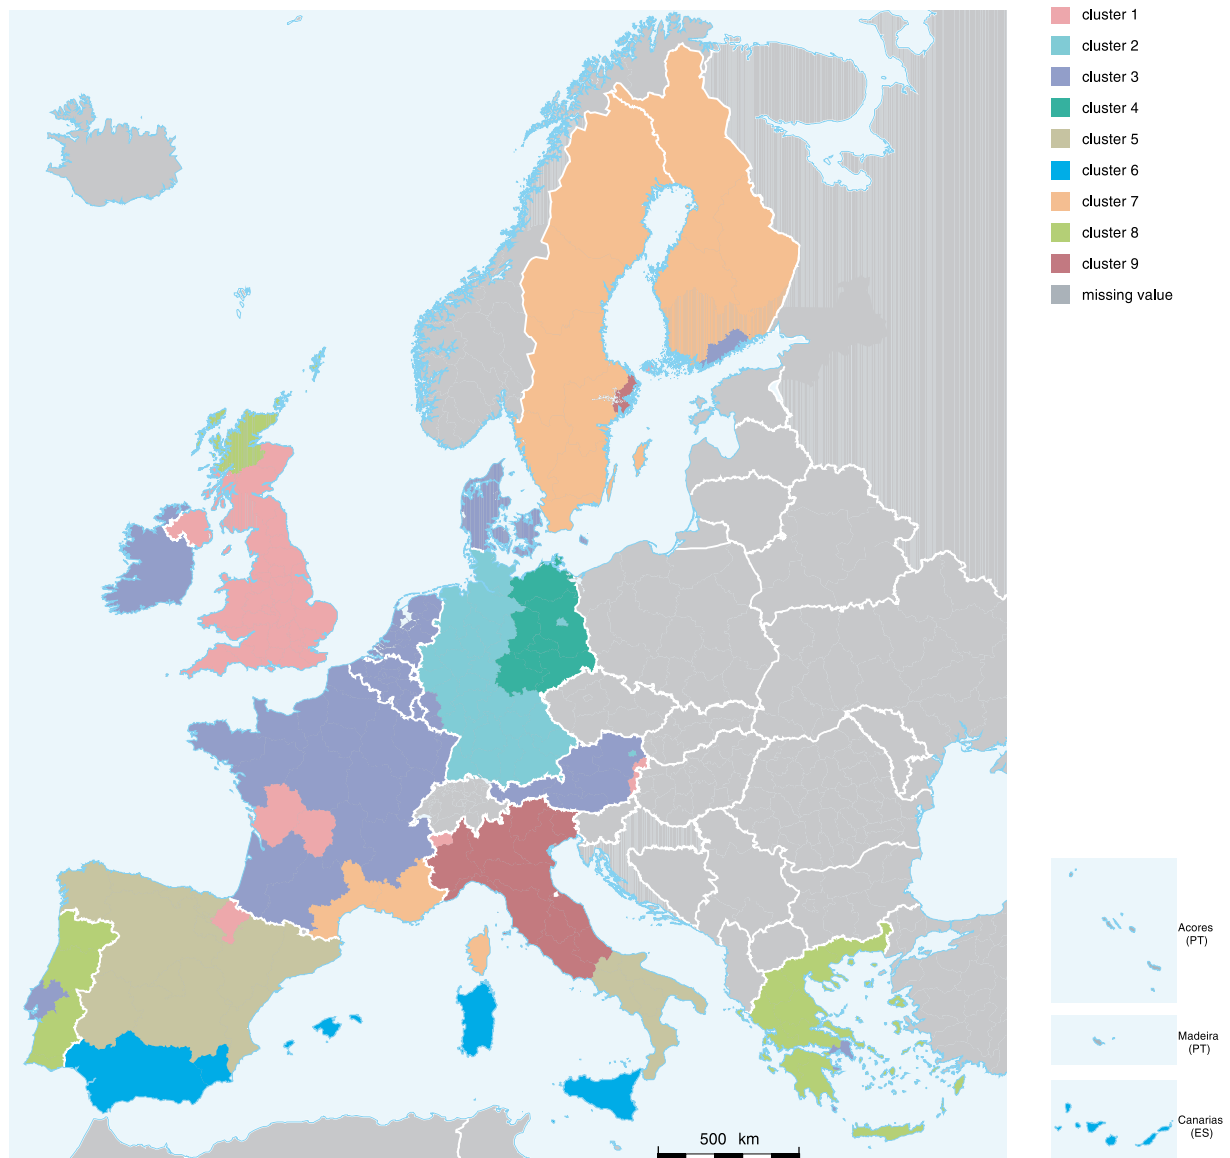 cluster 1
cluster 2
cluster 3
cluster 4
cluster 5
cluster 6
cluster 7
cluster 8
cluster 9
missing value
Acores
(PT)
Madeira
(PT)
Canarias
(ES)
500 km